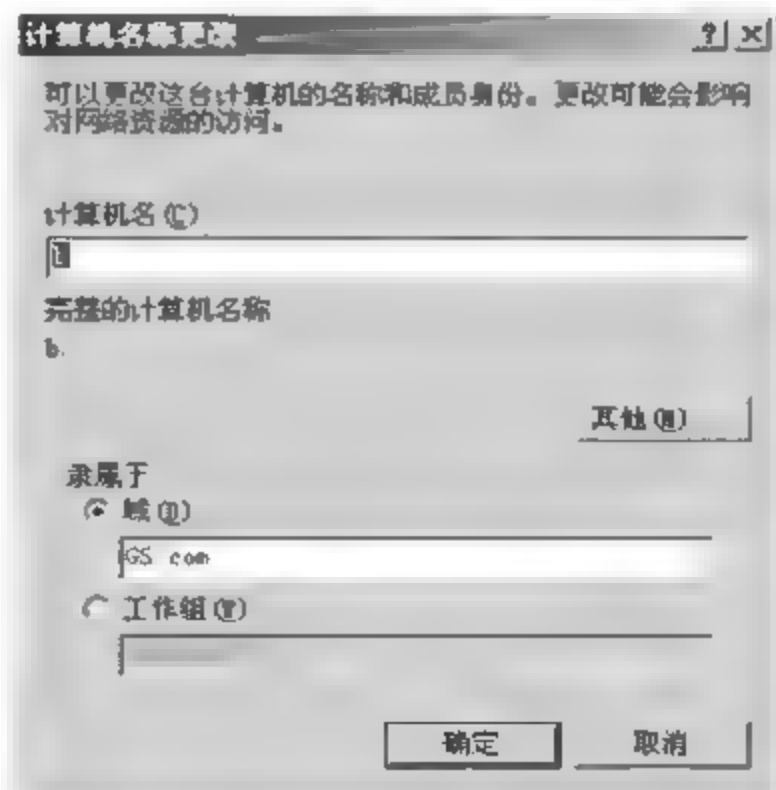 计算机名称更改
可以更改这台计算机的名称和成员身份。更改可能会影响
对网络资源的访问。
计算机名(C)
完整的计算机名称
b.
其他(M)
隶属于
域(D)
GS.com
工作组(W)
确定
取消